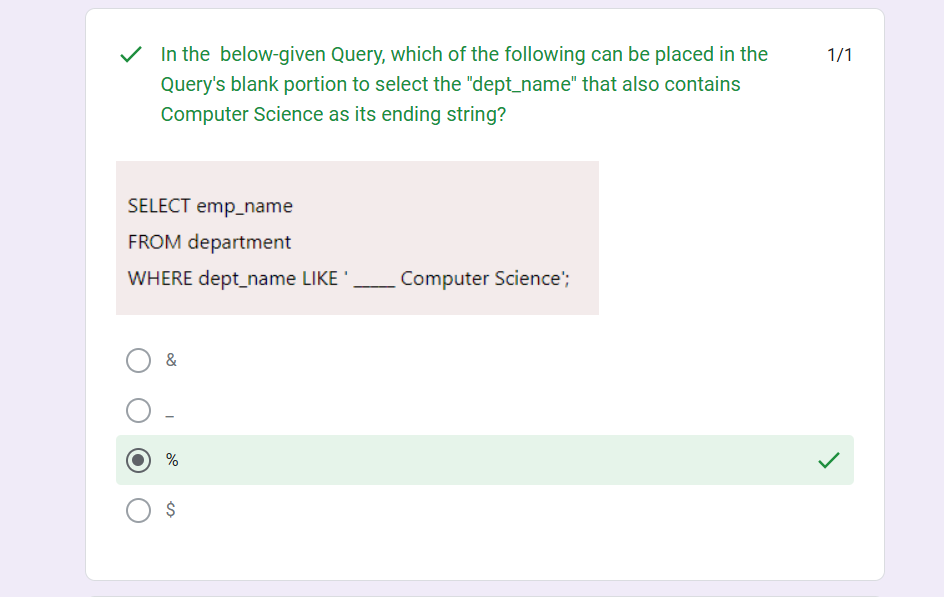 In the  below-given Query, which of the following can be placed in the
1/1
Query's blank portion to select the "dept_name" that also contains
Computer Science as its ending string?
SELECT emp_name
FROM department
WHERE dept_name LIKE ' _____ Computer Science';
&
_
%
$